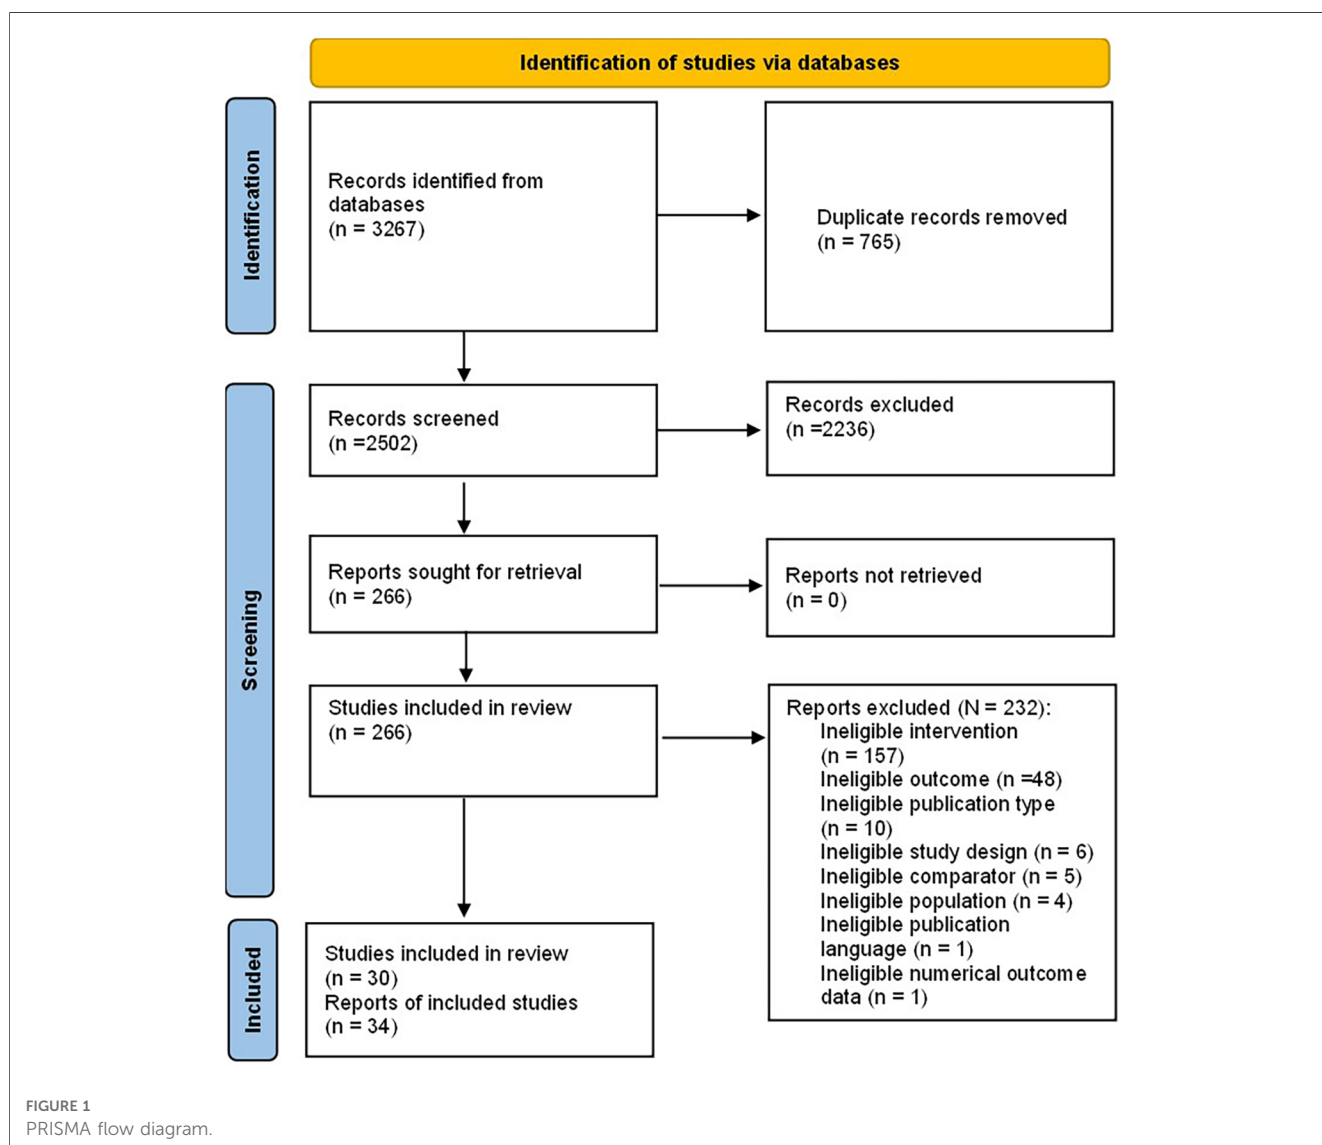 Identification of studies via databases
Identification
Records identified from
databases
(n = 3267)
Duplicate records removed
(n = 765)
Screening
Records screened
(n =2502)
Records excluded
(n =2236)
Reports sought for retrieval
(n = 266)
Reports not retrieved
(n = 0)
Studies included in review
(n = 266)
Reports excluded (N = 232):
Ineligible intervention
(n = 157)
Ineligible outcome (n =48)
Ineligible publication type
(n = 10)
Ineligible study design (n = 6)
Ineligible comparator (n = 5)
Ineligible population (n = 4)
Ineligible publication
language (n = 1)
Ineligible numerical outcome
data (n = 1)
Included
Studies included in review
(n = 30)
Reports of included studies
(n = 34)
FIGURE 1
PRISMA flow diagram.